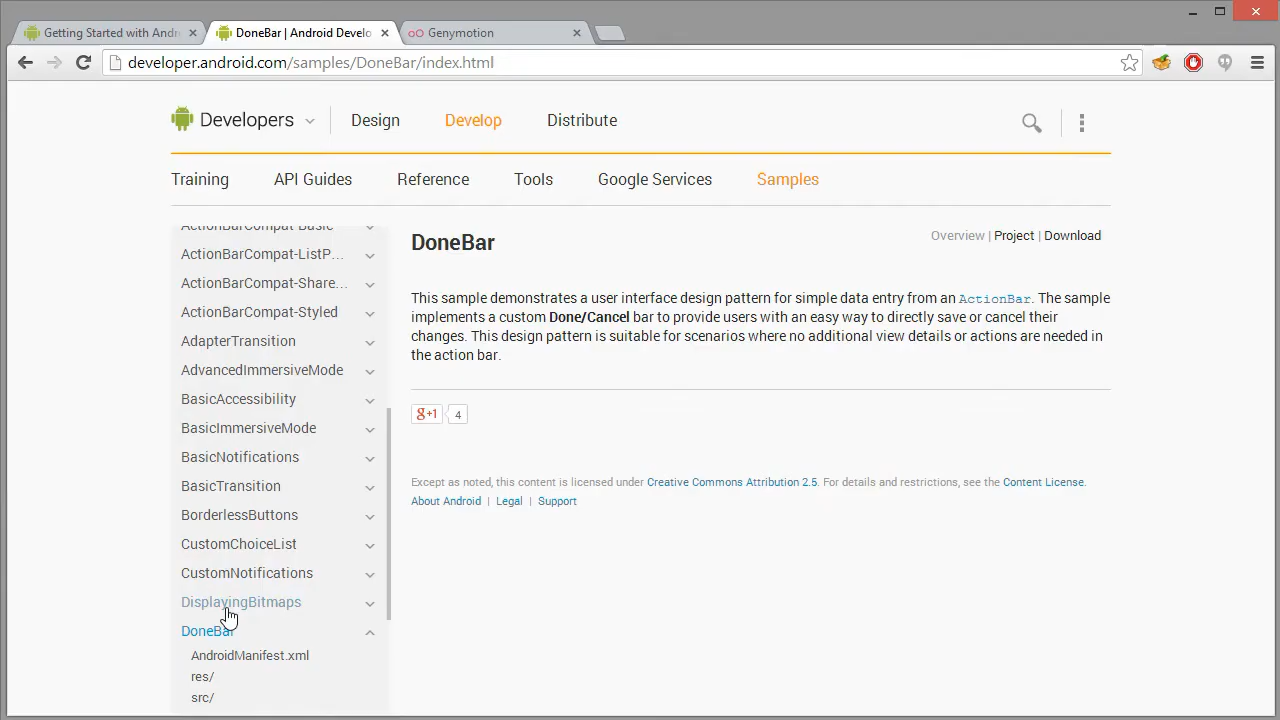 Getting Started with Andr
DoneBar | Android Develo
Genymotion
developer.android.com/samples/DoneBar/index.html
Developers
Design
Develop
Distribute
Training
API Guides
Reference
Tools
Google Services
Samples
ActionBarCompat-Basic
ActionBarCompat-ListP...
ActionBarCompat-Share...
ActionBarCompat-Styled
AdapterTransition
AdvancedImmersiveMode
BasicAccessibility
BasicImmersiveMode
BasicNotifications
BasicTransition
BorderlessButtons
CustomChoiceList
CustomNotifications
DisplayingBitmaps
DoneBar
AndroidManifest.xml
res/
src/
DoneBar
Overview | Project | Download
This sample demonstrates a user interface design pattern for simple data entry from an ActionBar. The sample
implements a custom Done/Cancel bar to provide users with an easy way to directly save or cancel their
changes. This design pattern is suitable for scenarios where no additional view details or actions are needed in
the action bar.
g+1 4
Except as noted, this content is licensed under Creative Commons Attribution 2.5. For details and restrictions, see the Content License.
About Android | Legal | Support